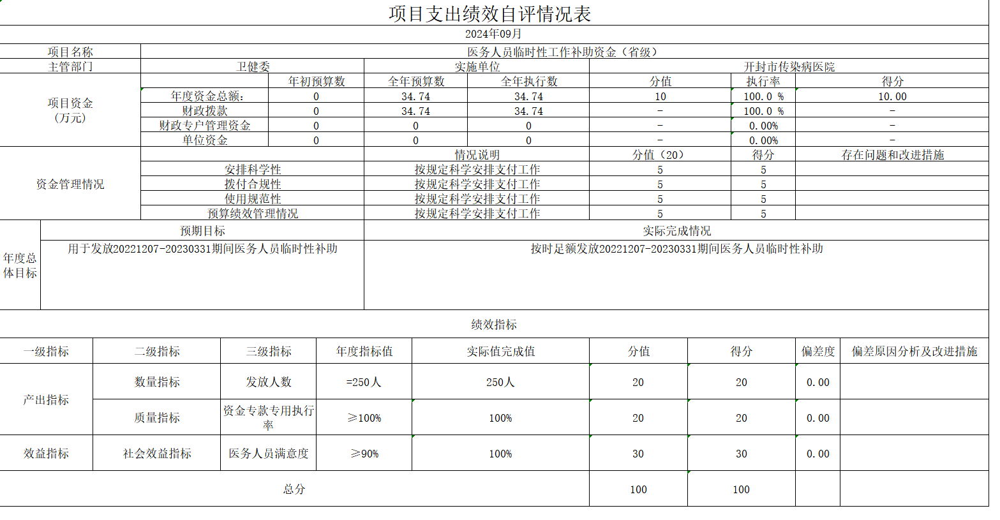 项目支出绩效自评情况表
2024年09月
项目名称 医务人员临时性工作补助资金（省级）
主管部门 卫健委 实施单位 开封市传染病医院
项目资金
(万元)
年初预算数 全年预算数 全年执行数 分值 执行率 得分
年度资金总额： 0 34.74 34.74 10 100.0 % 10.00
财政拨款 0 34.74 34.74 - 100.0 % -
财政专户管理资金 0 0 0 - 0.00% -
单位资金 0 0 0 - 0.00% -
资金管理情况
情况说明 分值（20） 得分 存在问题和改进措施
安排科学性 按规定科学安排支付工作 5 5
拨付合规性 按规定科学安排支付工作 5 5
使用规范性 按规定科学安排支付工作 5 5
预算绩效管理情况 按规定科学安排支付工作 5 5
年度总
体目标
预期目标 实际完成情况
用于发放20221207-20230331期间医务人员临时性补助 按时足额发放20221207-20230331期间医务人员临时性补助
绩效指标
一级指标 二级指标 三级指标 年度指标值 实际值完成值 分值 得分 偏差度 偏差原因分析及改进措施
产出指标
数量指标 发放人数 =250人 250人 20 20 0.00
质量指标 资金专款专用执行
率 ≥100% 100% 20 20 0.00
效益指标 社会效益指标 医务人员满意度 ≥90% 100% 30 30 0.00
总分 100 100